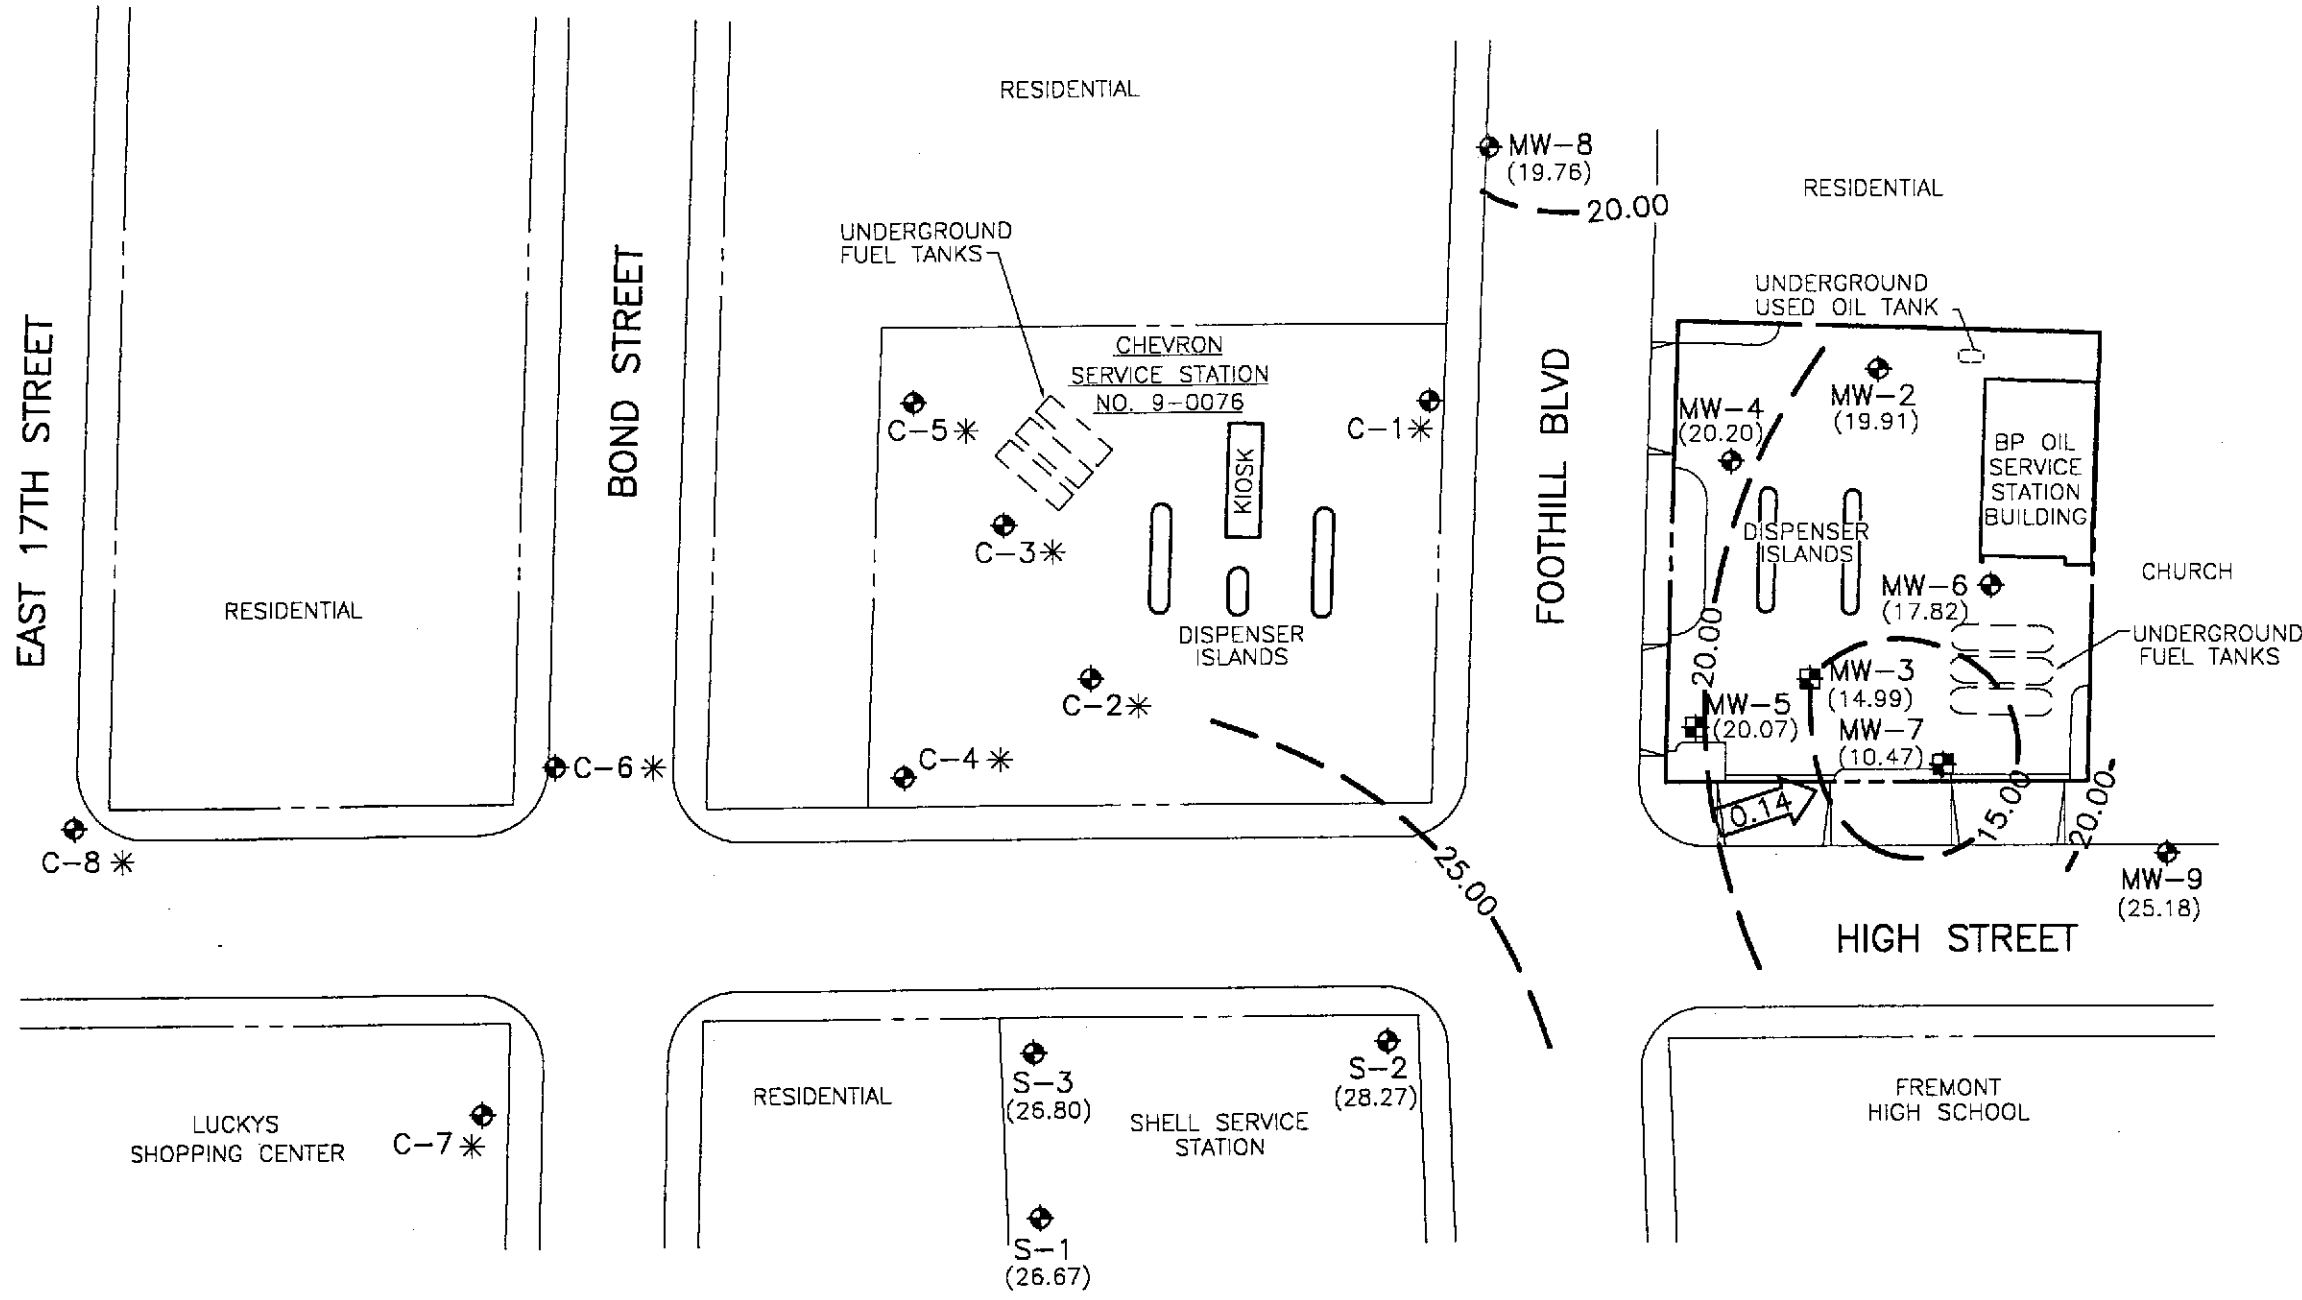 RESIDENTIAL
MW-8
(19.76)
20.00
RESIDENTIAL
UNDERGROUND
FUEL TANKS
UNDERGROUND
USED OIL TANK
EAST 17TH STREET
BOND STREET
FOOTHILL BLVD
CHEVRON
SERVICE STATION
NO. 9-0076
C-5*
C-1*
KIOSK
C-3*
DISPENSER
ISLANDS
C-2*
C-4*
MW-2
(19.91)
MW-4
(20.20)
BP OIL
SERVICE
STATION
BUILDING
DISPENSER
ISLANDS
MW-6
(17.82)
CHURCH
UNDERGROUND
FUEL TANKS
20.00
MW-3
(14.99)
MW-5
(20.07)
MW-7
(10.47)
0.14
15.00
20.00
MW-9
(25.18)
RESIDENTIAL
C-6*
C-8*
25.00
HIGH STREET
LUCKYS
SHOPPING CENTER
C-7*
RESIDENTIAL
S-3
(26.80)
SHELL SERVICE
STATION
S-2
(28.27)
S-1
(26.67)
FREMONT
HIGH SCHOOL